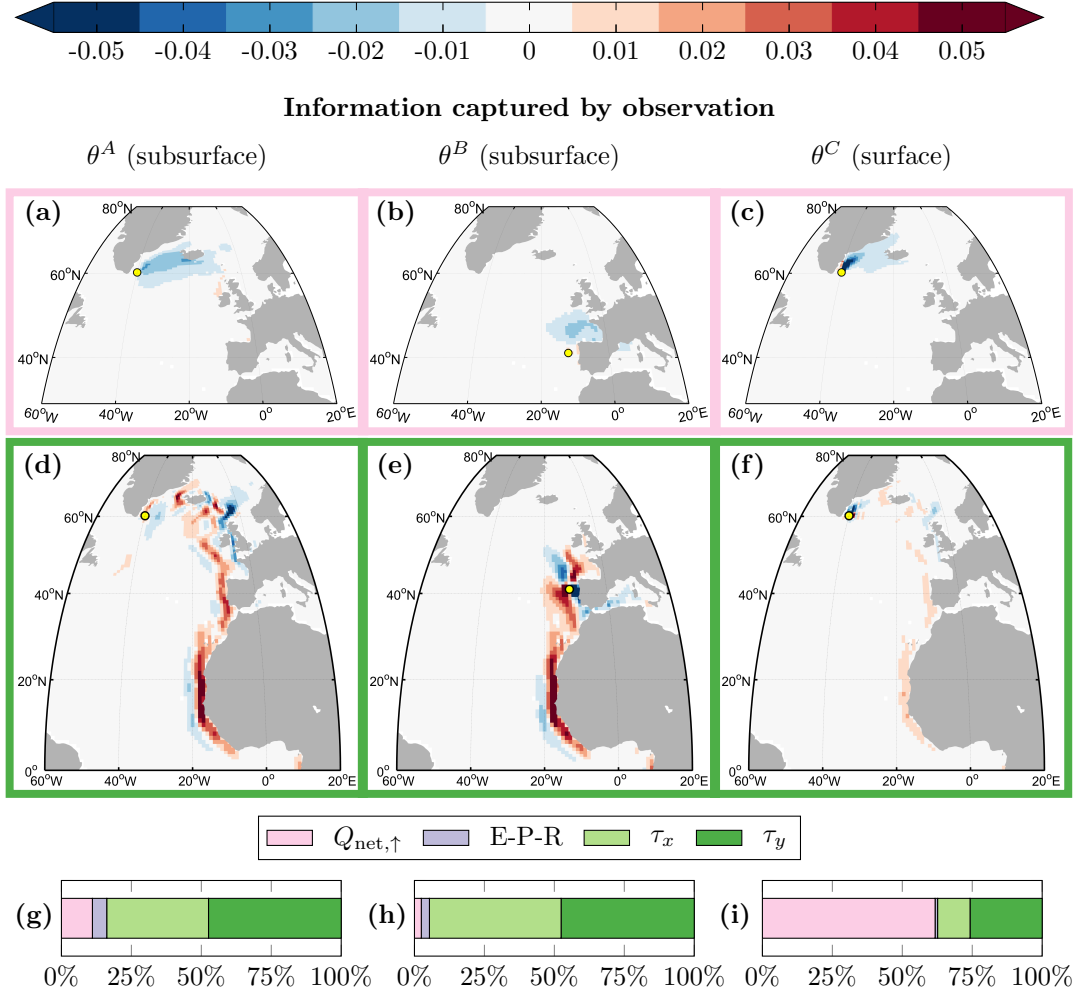 -0.05 -0.04 -0.03 -0.02 -0.01 0 0.01 0.02 0.03 0.04 0.05
Information captured by observation
θ^A (subsurface) θ^B (subsurface) θ^C (surface)
(a) 80°N (b) 80°N (c) 80°N
60°N 60°N 60°N
40°N 40°N 40°N
60°W 40°W 20°W 0° 20°E 60°W 40°W 20°W 0° 20°E 60°W 40°W 20°W 0° 20°E
(d) 80°N (e) 80°N (f) 80°N
60°N 60°N 60°N
40°N 40°N 40°N
20°N 20°N 20°N
0° 0° 0°
60°W 40°W 20°W 0° 20°E 60°W 40°W 20°W 0° 20°E 60°W 40°W 20°W 0° 20°E
Q_net,↑ E-P-R τ_x τ_y
(g) (h) (i)
0% 25% 50% 75% 100% 0% 25% 50% 75% 100% 0% 25% 50% 75% 100%